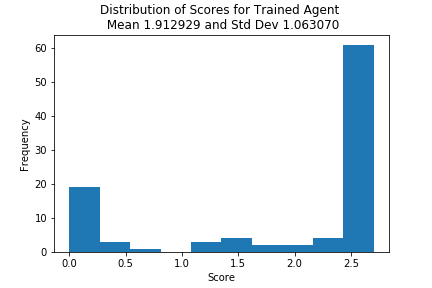 Distribution of Scores for Trained Agent
Mean 1.912929 and Std Dev 1.063070
60
50
40
30
20
10
0
Frequency
0.0 0.5 1.0 1.5 2.0 2.5
Score